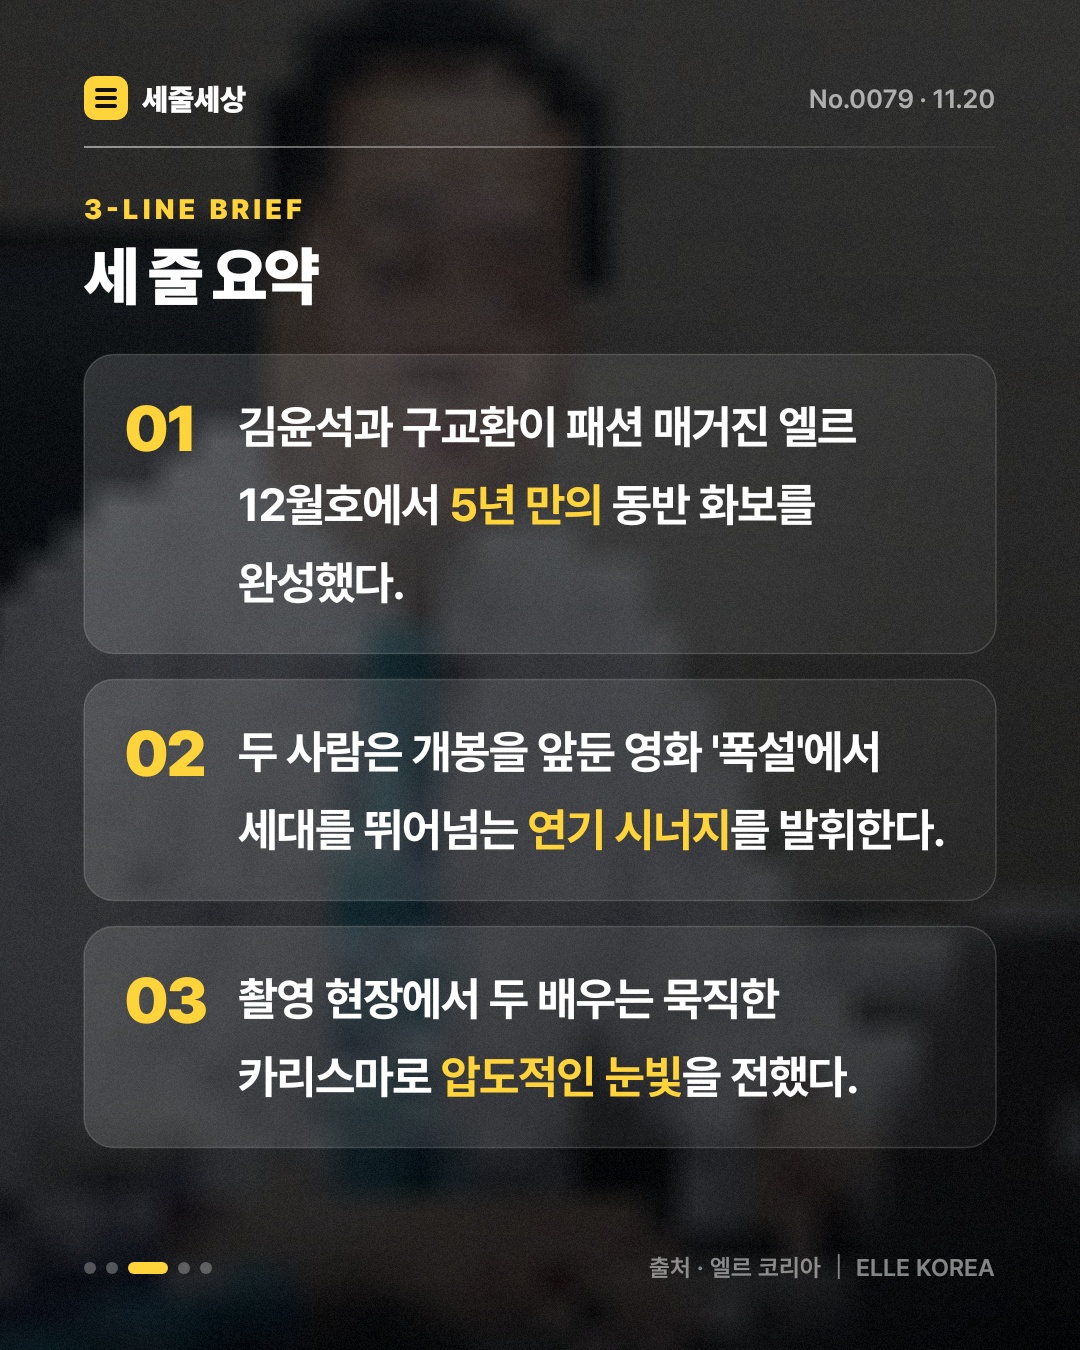 세줄세상
No.0079 · 11.20
3-LINE BRIEF
세 줄 요약
01
김윤석과 구교환이 패션 매거진 엘르
12월호에서 5년 만의 동반 화보를
완성했다.
02
두 사람은 개봉을 앞둔 영화 '폭설'에서
세대를 뛰어넘는 연기 시너지를 발휘한다.
03
촬영 현장에서 두 배우는 묵직한
카리스마로 압도적인 눈빛을 전했다.
출처 · 엘르 코리아 | ELLE KOREA